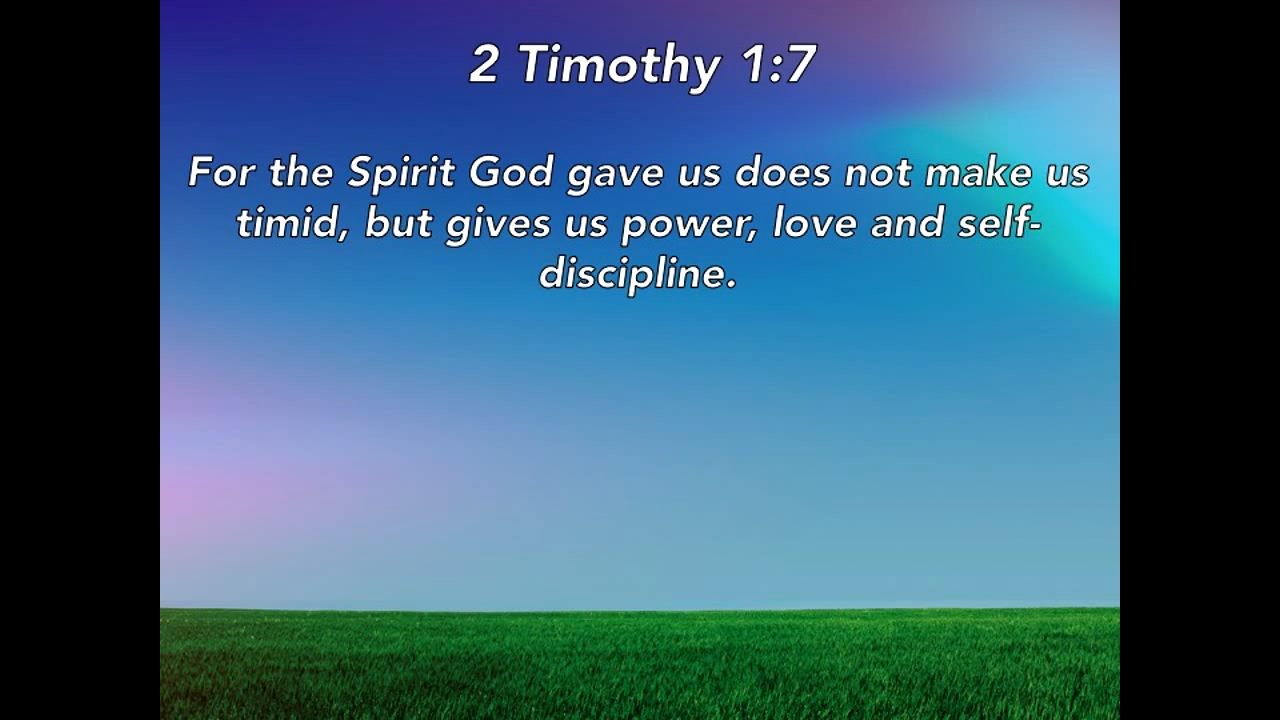 2 Timothy 1:7
For the Spirit God gave us does not make us
timid, but gives us power, love and self-
discipline.